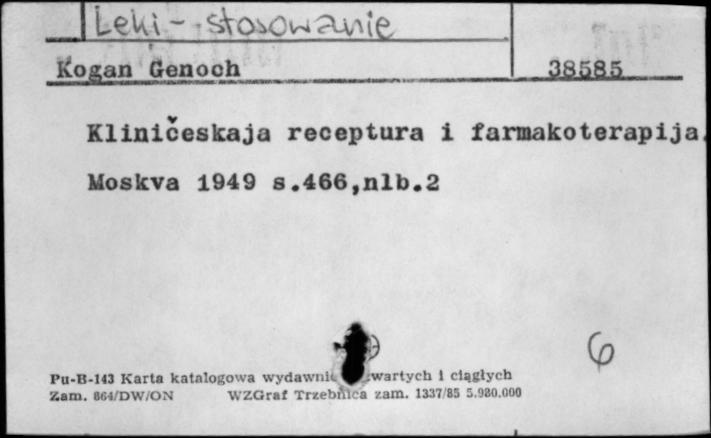 Leki - stosowanie
Kogan Genoch 38585
Kliničeskaja receptura i farmakoterapija.
Moskva 1949 s.466,nlb.2
6
Pu-B-143 Karta katalogowa wydawni wartych i ciągłych
Zam. 864/DW/ON WZGraf Trzebnica zam. 1337/85 5.980.000